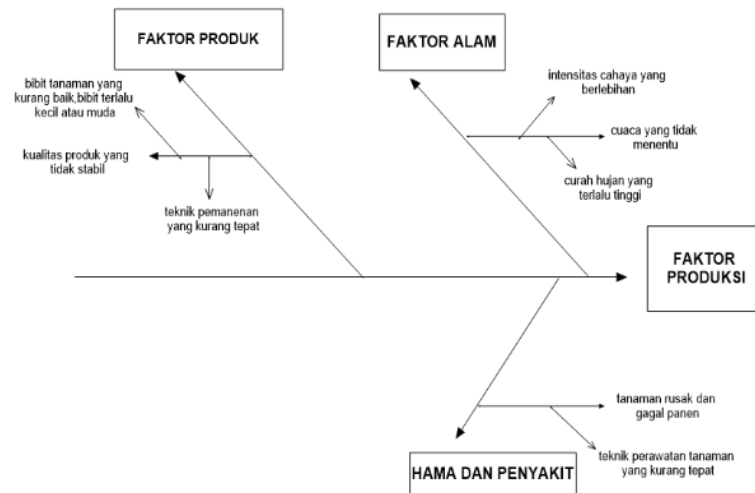 FAKTOR PRODUK
FAKTOR ALAM
bibit tanaman yang
kurang baik,bibit terlalu
kecil atau muda
kualitas produk yang
tidak stabil
teknik pemanenan
yang kurang tepat
intensitas cahaya yang
berlebihan
cuaca yang tidak
menentu
curah hujan yang
terlalu tinggi
FAKTOR
PRODUKSI
tanaman rusak dan
gagal panen
teknik perawatan tanaman
yang kurang tepat
HAMA DAN PENYAKIT